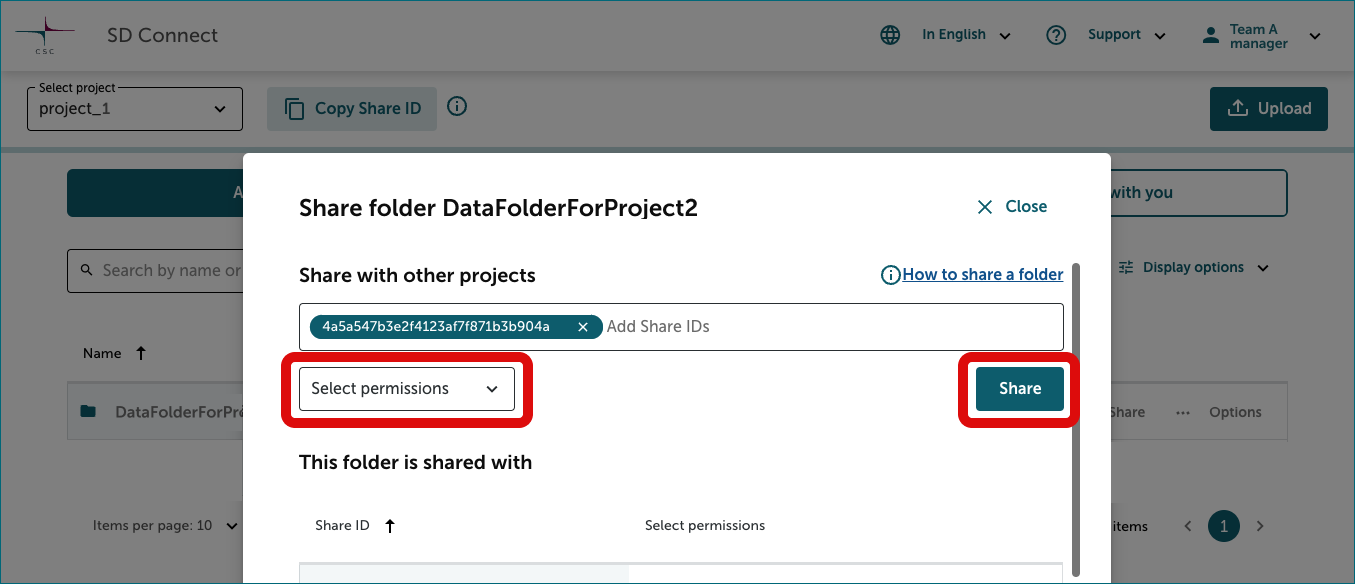 CSC
SD Connect
In English
Support
Team A
manager
Select project
project_1
Copy Share ID
Upload
A
with you
Share folder DataFolderForProject2
Close
Search by name or
Share with other projects
How to share a folder
Display options
4a5a547b3e2f4123af7f871b3b904a
Add Share IDs
Name
Select permissions
Share
DataFolderForPro
Share
Options
This folder is shared with
Items per page: 10
Share ID
Select permissions
items
1